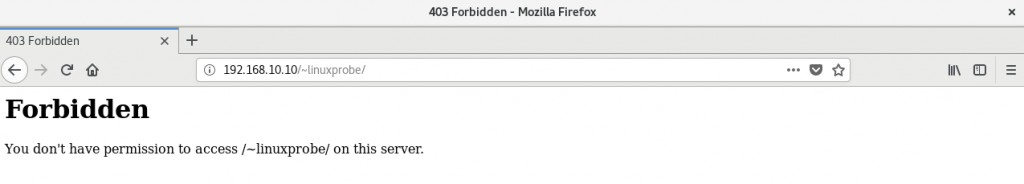 403 Forbidden - Mozilla Firefox
403 Forbidden
192.168.10.10/~linuxprobe/
Forbidden
You don't have permission to access /~linuxprobe/ on this server.